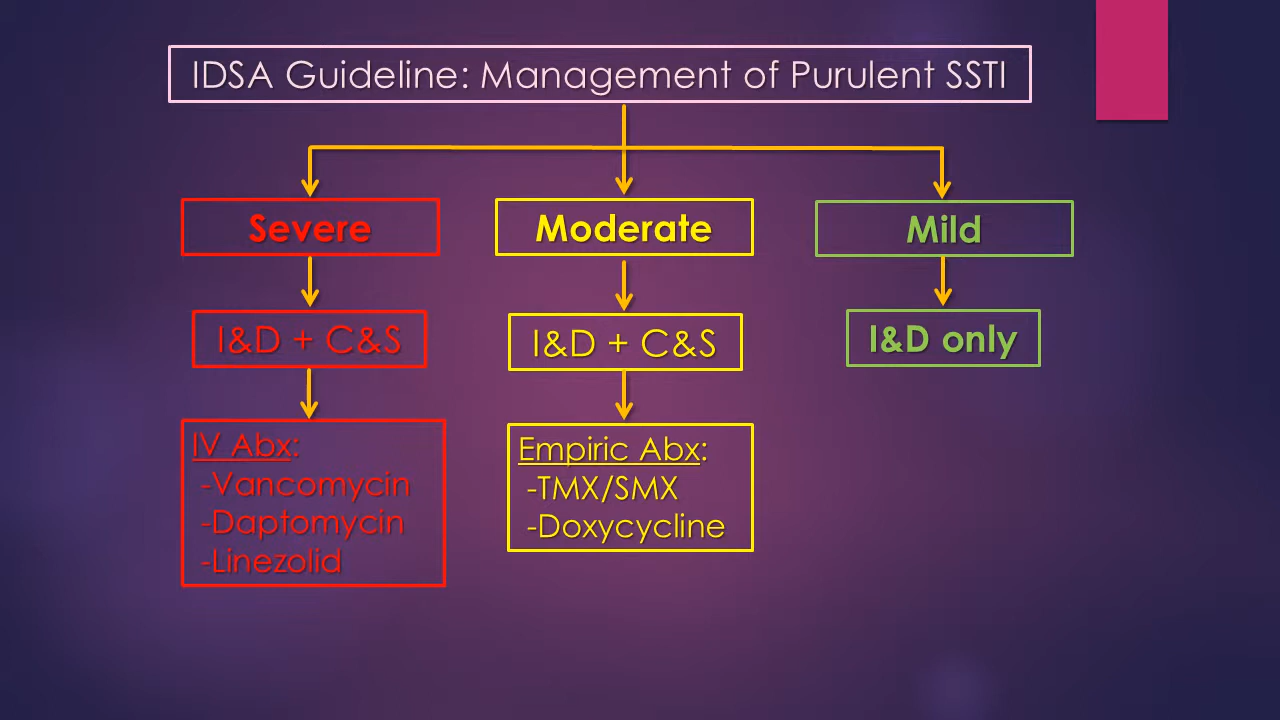 IDSA Guideline: Management of Purulent SSTI
Severe
Moderate
Mild
I&D + C&S
I&D + C&S
I&D only
IV Abx:
-Vancomycin
-Daptomycin
-Linezolid
Empiric Abx:
-TMX/SMX
-Doxycycline